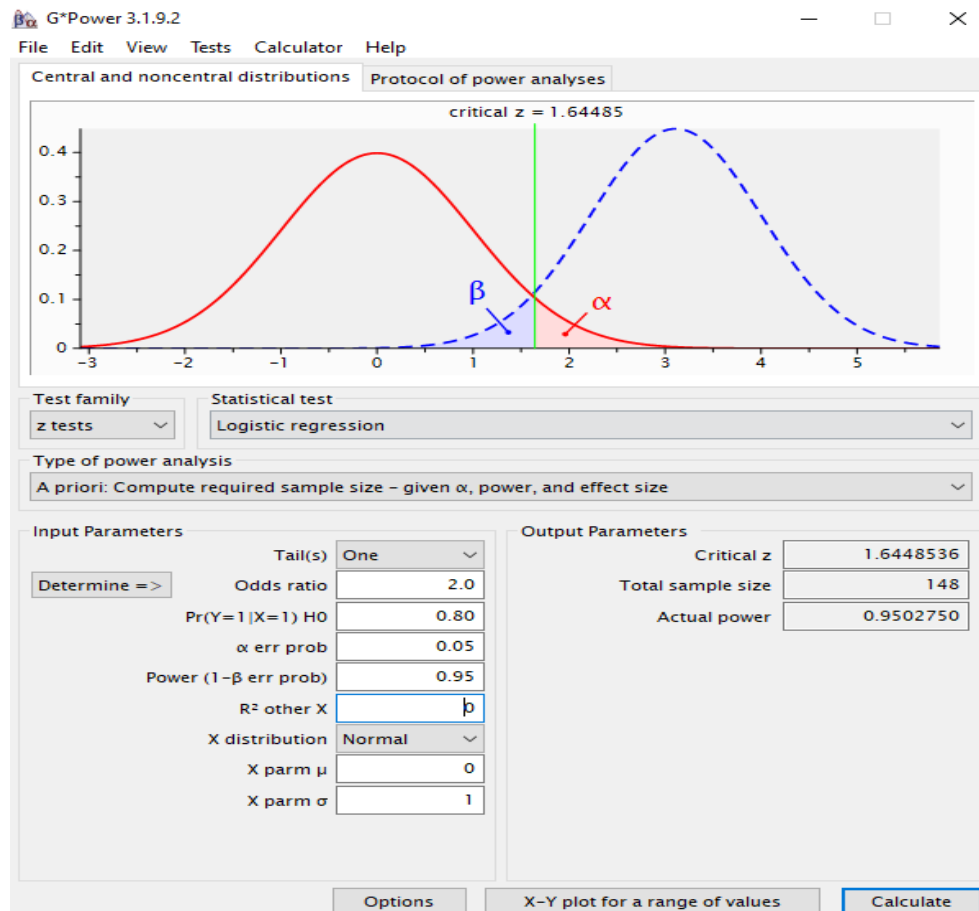 G*Power 3.1.9.2
File Edit View Tests Calculator Help
Central and noncentral distributions Protocol of power analyses
critical z = 1.64485
0.4
0.3
0.2
0.1
0
β
α
-3 -2 -1 0 1 2 3 4 5
Test family Statistical test
z tests Logistic regression
Type of power analysis
A priori: Compute required sample size – given α, power, and effect size
Input Parameters Output Parameters
Tail(s) One Critical z 1.6448536
Determine => Odds ratio 2.0 Total sample size 148
Pr(Y=1|X=1) H0 0.80 Actual power 0.9502750
α err prob 0.05
Power (1-β err prob) 0.95
R² other X 0
X distribution Normal
X parm μ 0
X parm σ 1
Options X-Y plot for a range of values Calculate